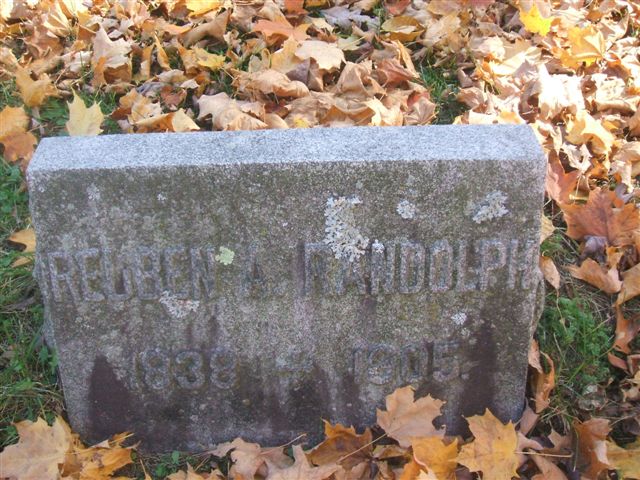 REUBEN A. RANDOLPH
1838 — 1905.